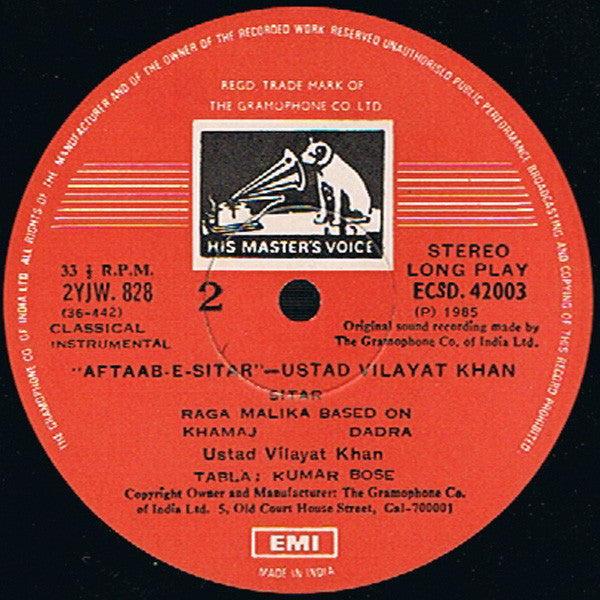 ALL RIGHTS OF THE MANUFACTURER AND OF THE OWNER OF THE RECORDED WORK RESERVED UNAUTHORISED PUBLIC PERFORMANCE BROADCASTING AND COPYING OF THIS RECORD PROHIBITED.
THE GRAMOPHONE CO. OF INDIA LTD.
REGD. TRADE MARK OF
THE GRAMOPHONE CO. LTD
HIS MASTER'S VOICE
33 ⅓ R.P.M.
2YJW. 828
(36-442)
CLASSICAL
INSTRUMENTAL
2
STEREO
LONG PLAY
ECSD. 42003
(P) 1985
Original sound recording made by
The Gramophone Co. of India Ltd.
"AFTAAB-E-SITAR"—USTAD VILAYAT KHAN
SITAR
RAGA MALIKA BASED ON
KHAMAJ DADRA
Ustad Vilayat Khan
TABLA: KUMAR BOSE
Copyright Owner and Manufacturer: The Gramophone Co.
of India Ltd. 5, Old Court House Street, Cal-700001
EMI
MADE IN INDIA